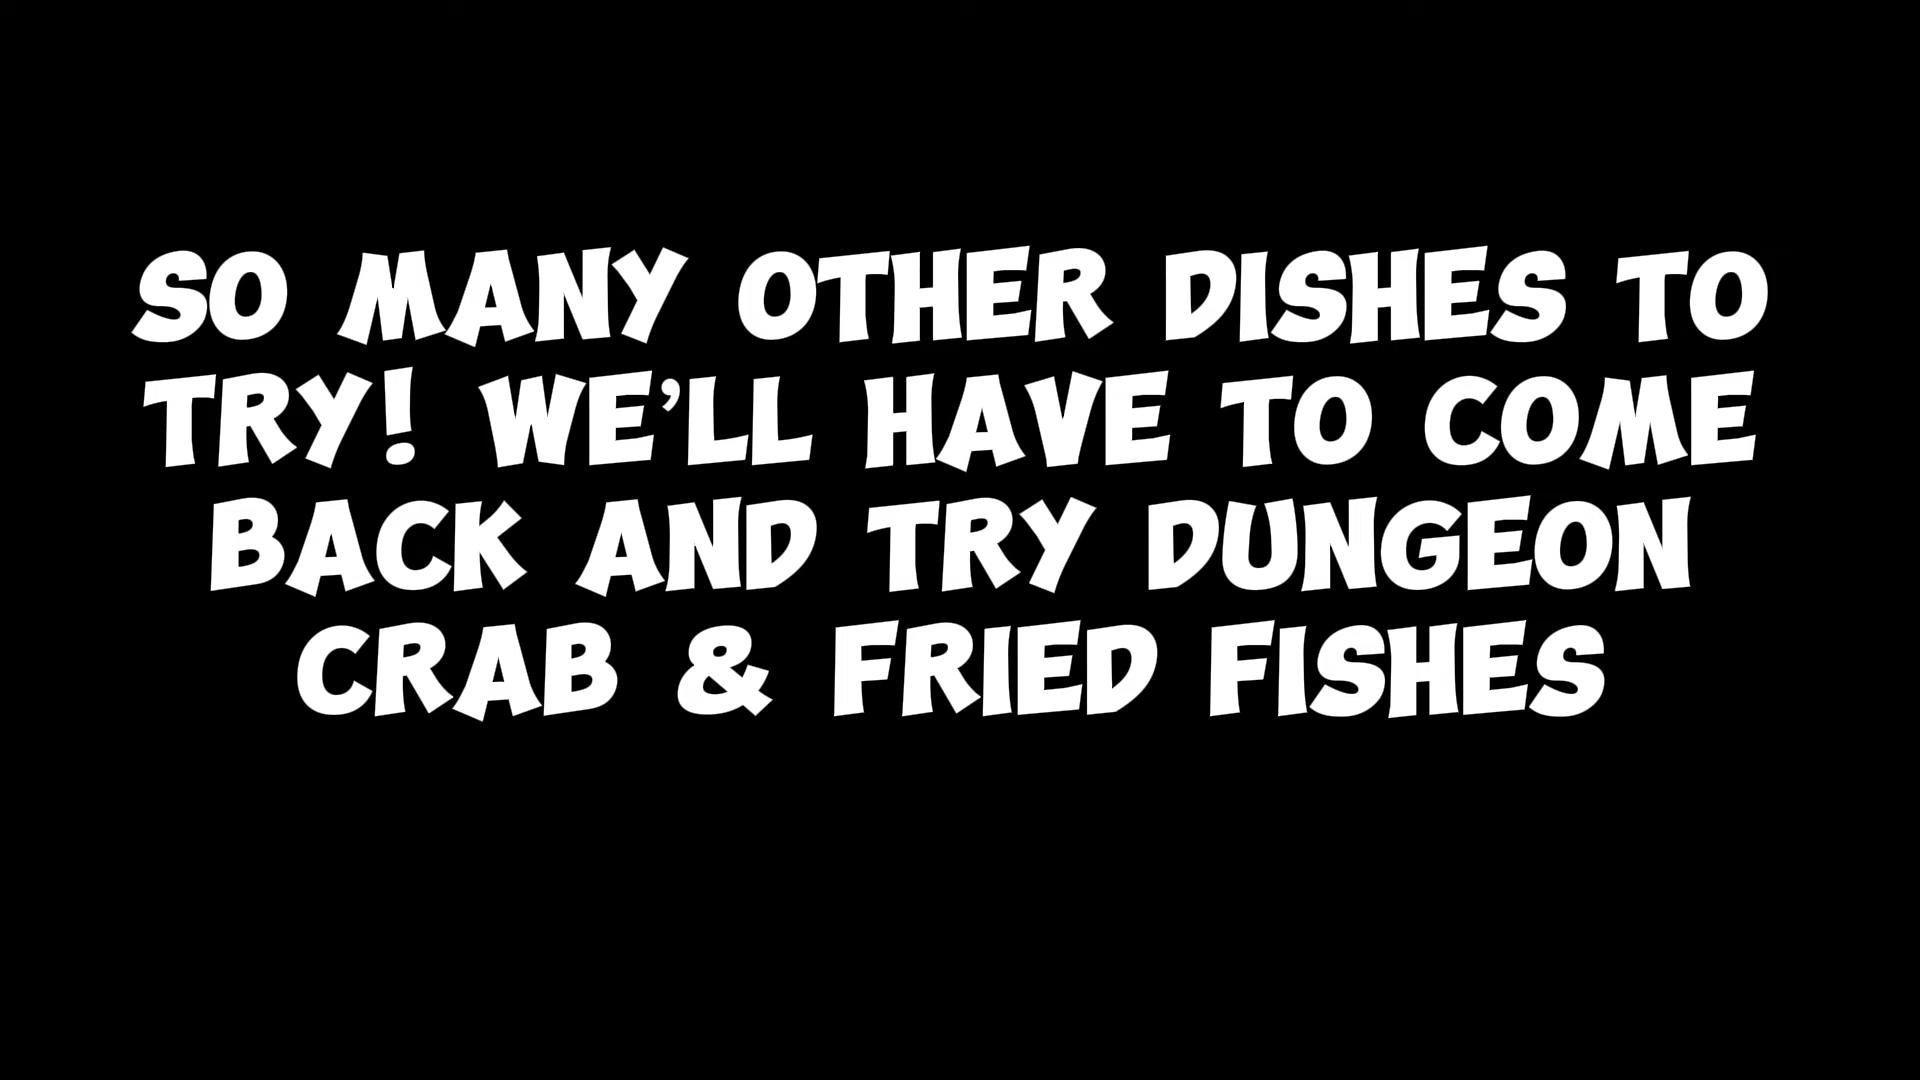 SO MANY OTHER DISHES TO
TRY! WE’LL HAVE TO COME
BACK AND TRY DUNGEON
CRAB & FRIED FISHES